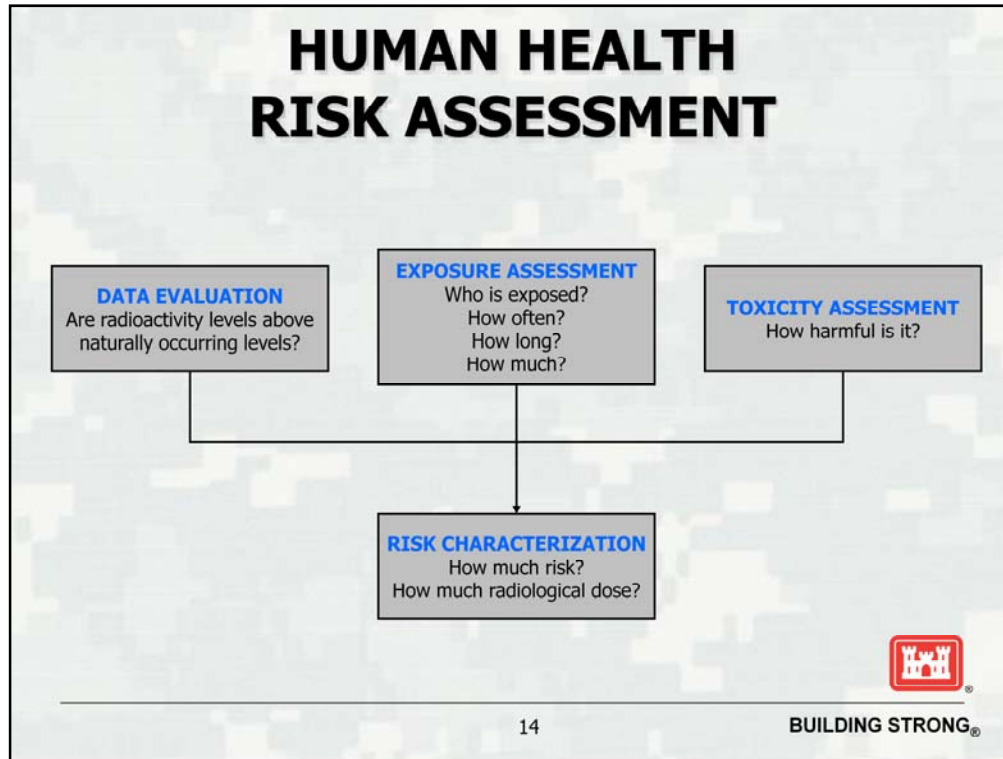 HUMAN HEALTH
RISK ASSESSMENT
DATA EVALUATION
Are radioactivity levels above
naturally occurring levels?
EXPOSURE ASSESSMENT
Who is exposed?
How often?
How long?
How much?
TOXICITY ASSESSMENT
How harmful is it?
RISK CHARACTERIZATION
How much risk?
How much radiological dose?
®
14
BUILDING STRONG®